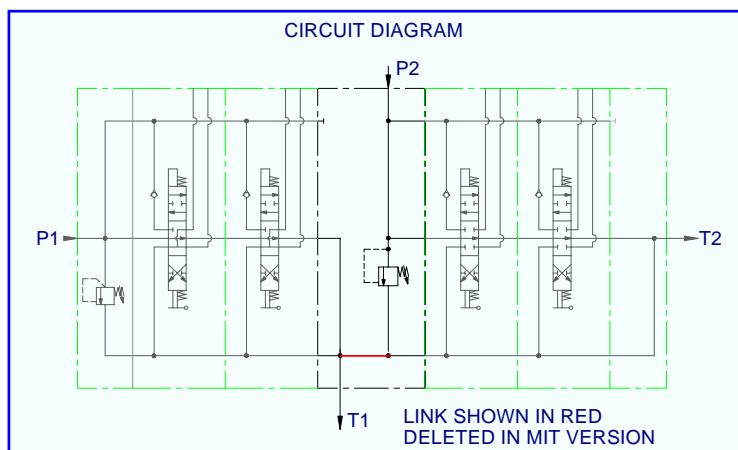 CIRCUIT DIAGRAM
P2
P1
T2
T1
LINK SHOWN IN RED
DELETED IN MIT VERSION